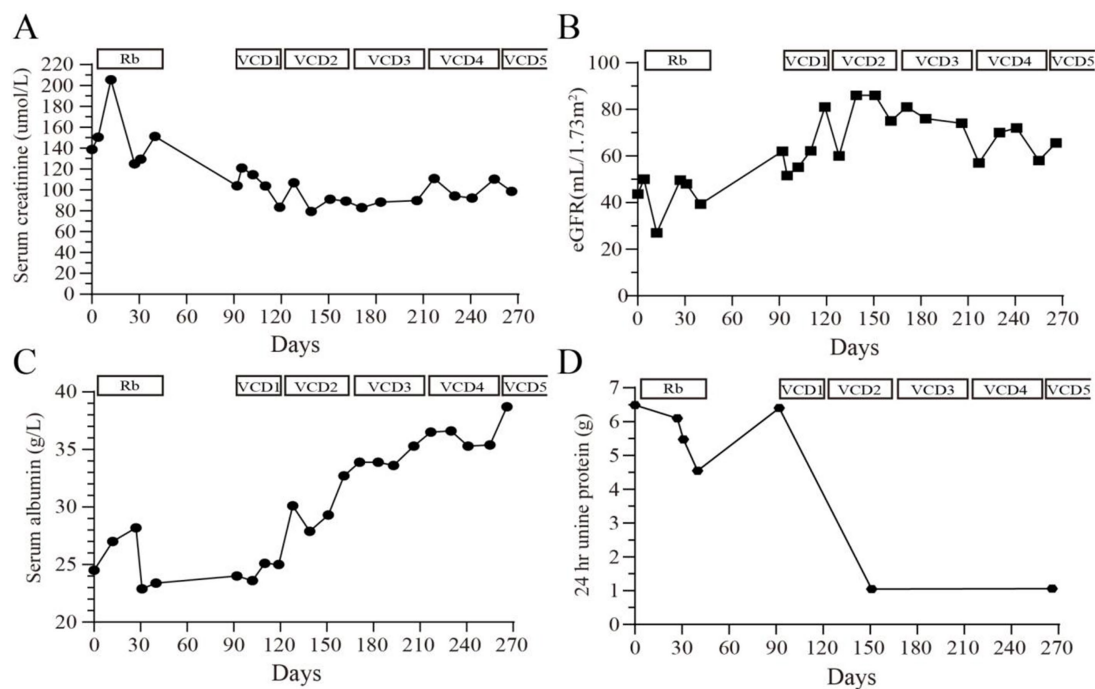 A
Rb VCD1 VCD2 VCD3 VCD4 VCD5
Serum creatinine (umol/L)
220
200
180
160
140
120
100
80
60
40
20
0
0 30 60 90 120 150 180 210 240 270
Days
B
Rb VCD1 VCD2 VCD3 VCD4 VCD5
eGFR(mL/1.73m²)
100
80
60
40
20
0
0 30 60 90 120 150 180 210 240 270
Days
C
Rb VCD1 VCD2 VCD3 VCD4 VCD5
Serum albumin (g/L)
40
35
30
25
20
0 30 60 90 120 150 180 210 240 270
Days
D
Rb VCD1 VCD2 VCD3 VCD4 VCD5
24 hr unine protein (g)
7
6
5
4
3
2
1
0
0 30 60 90 120 150 180 210 240 270
Days